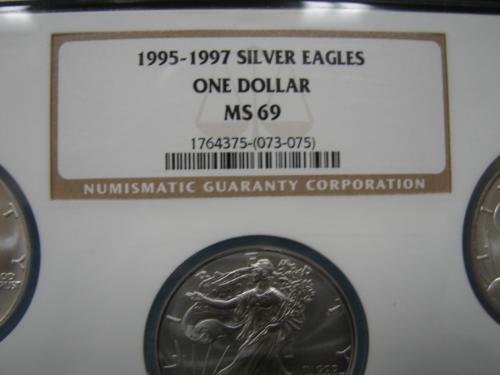 1995-1997 SILVER EAGLES
ONE DOLLAR
MS 69
1764375-(073-075)
NUMISMATIC GUARANTY CORPORATION